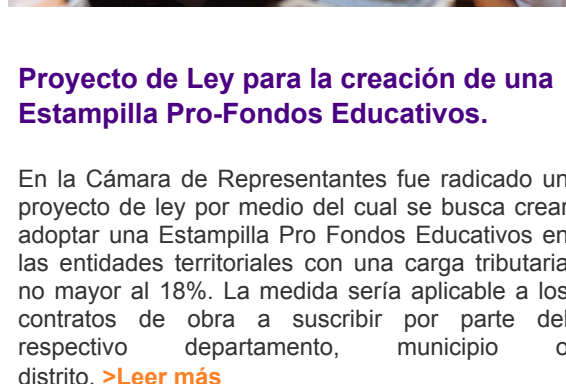 Proyecto de Ley para la creación de una
Estampilla Pro-Fondos Educativos.
En la Cámara de Representantes fue radicado un
proyecto de ley por medio del cual se busca crear
adoptar una Estampilla Pro Fondos Educativos en
las entidades territoriales con una carga tributaria
no mayor al 18%. La medida sería aplicable a los
contratos de obra a suscribir por parte del
respectivo departamento, municipio o
distrito. >Leer más